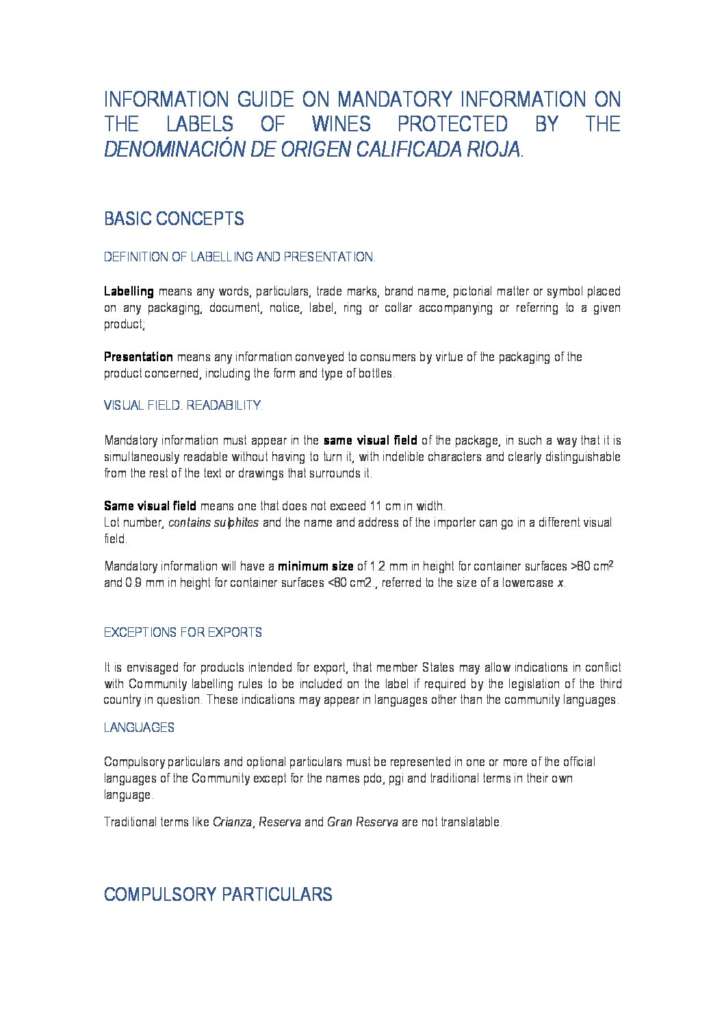 INFORMATION GUIDE ON MANDATORY INFORMATION ON
THE LABELS OF WINES PROTECTED BY THE
DENOMINACIÓN DE ORIGEN CALIFICADA RIOJA.
BASIC CONCEPTS
DEFINITION OF LABELLING AND PRESENTATION.
Labelling means any words, particulars, trade marks, brand name, pictorial matter or symbol placed
on any packaging, document, notice, label, ring or collar accompanying or referring to a given
product;
Presentation means any information conveyed to consumers by virtue of the packaging of the
product concerned, including the form and type of bottles.
VISUAL FIELD. READABILITY.
Mandatory information must appear in the same visual field of the package, in such a way that it is
simultaneously readable without having to turn it, with indelible characters and clearly distinguishable
from the rest of the text or drawings that surrounds it.
Same visual field means one that does not exceed 11 cm in width.
Lot number, contains sulphites and the name and address of the importer can go in a different visual
field.
Mandatory information will have a minimum size of 1.2 mm in height for container surfaces >80 cm²
and 0.9 mm in height for container surfaces <80 cm2 , referred to the size of a lowercase x.
EXCEPTIONS FOR EXPORTS
It is envisaged for products intended for export, that member States may allow indications in conflict
with Community labelling rules to be included on the label if required by the legislation of the third
country in question. These indications may appear in languages other than the community languages.
LANGUAGES
Compulsory particulars and optional particulars must be represented in one or more of the official
languages of the Community except for the names pdo, pgi and traditional terms in their own
language.
Traditional terms like Crianza, Reserva and Gran Reserva are not translatable.
COMPULSORY PARTICULARS